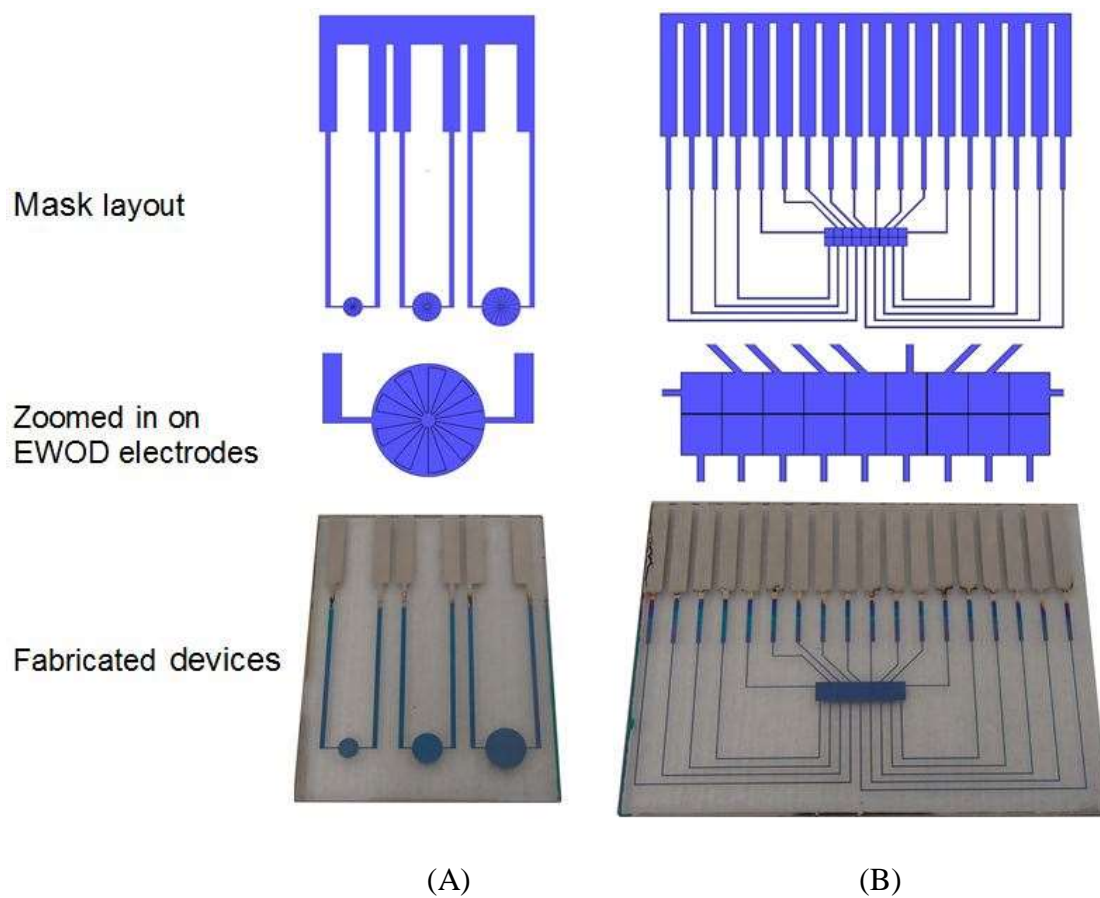 Mask layout
Zoomed in on
EWOD electrodes
Fabricated devices
(A)
(B)